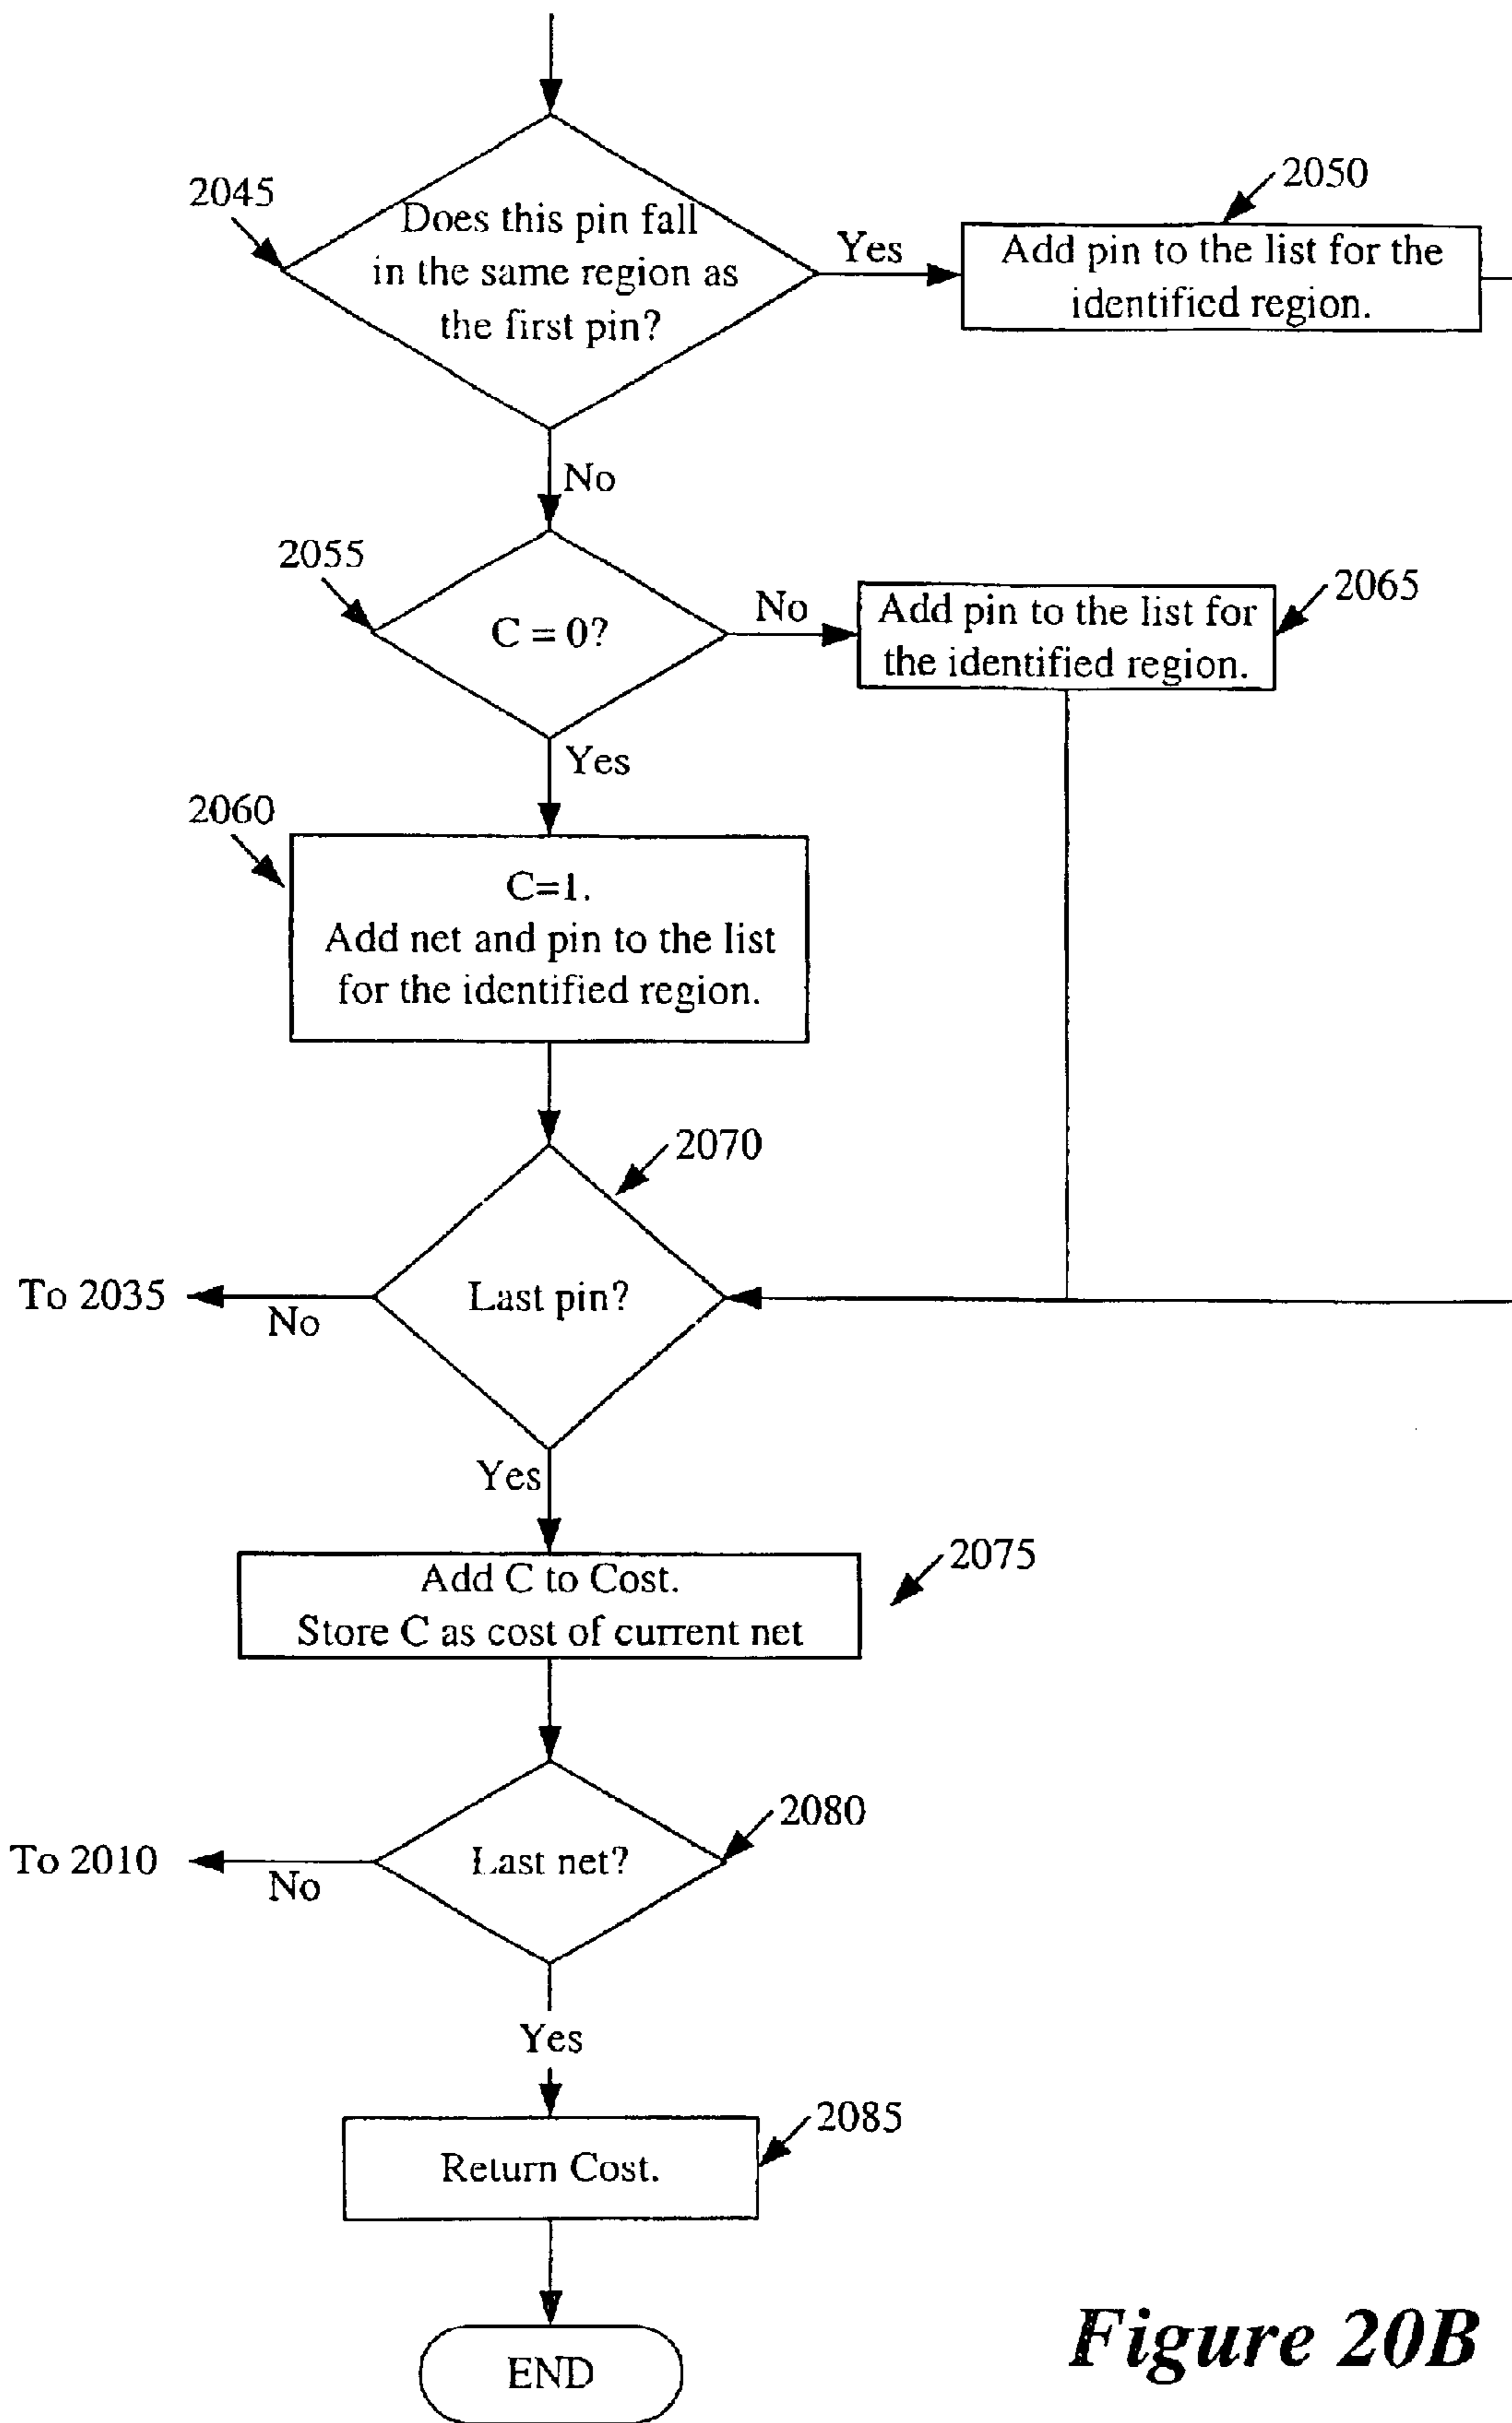 2045
Does this pin fall
in the same region as
the first pin?
Yes
2050
Add pin to the list for the
identified region.
No
2055
C = 0?
No
2065
Add pin to the list for
the identified region.
Yes
2060
C=1.
Add net and pin to the list
for the identified region.
2070
Last pin?
To 2035
No
Yes
2075
Add C to Cost.
Store C as cost of current net
2080
Last net?
To 2010
No
Yes
2085
Return Cost.
END
Figure 20B